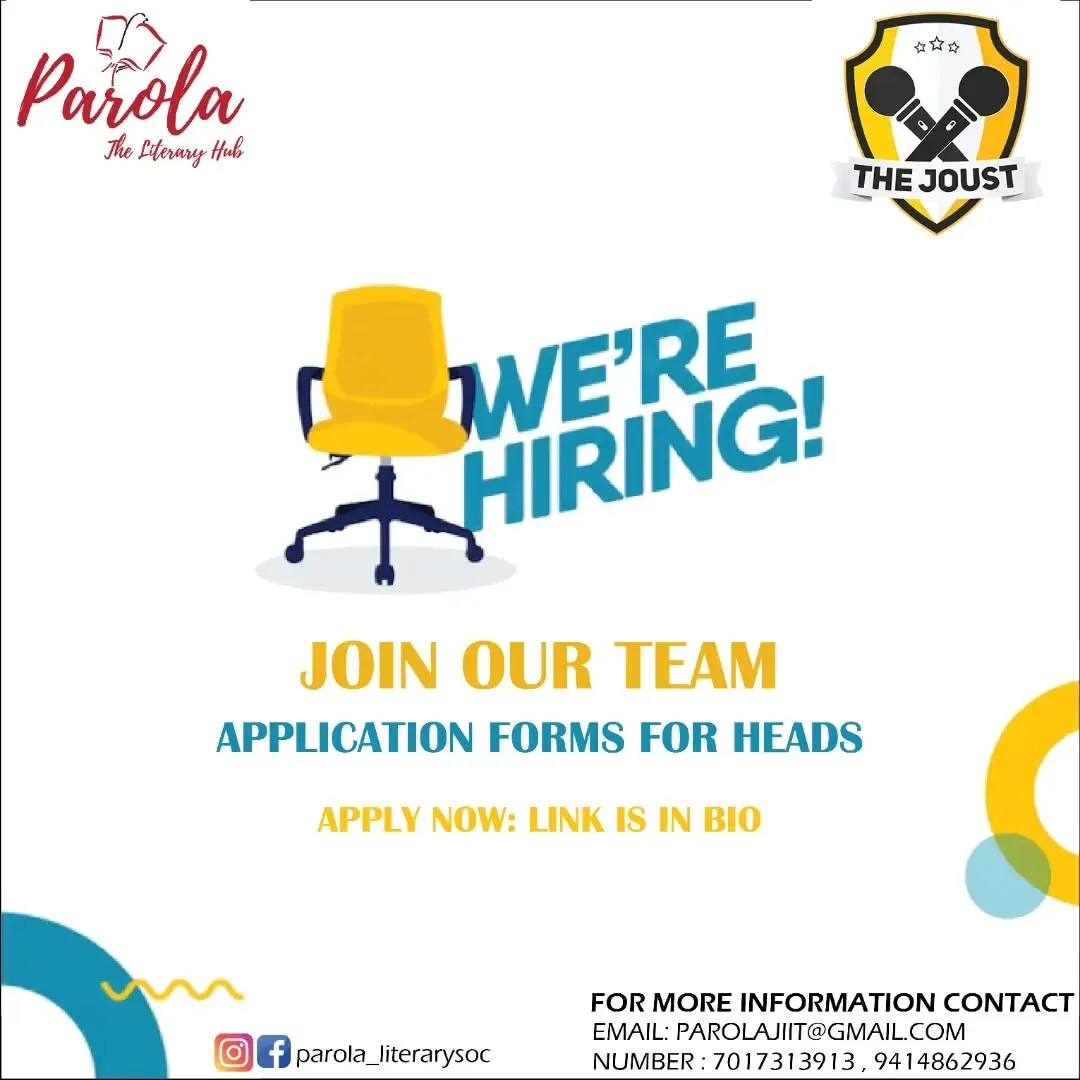 Parola
The Literary Hub
THE JOUST
WE'RE
HIRING!
JOIN OUR TEAM
APPLICATION FORMS FOR HEADS
APPLY NOW: LINK IS IN BIO
parola_literarysoc
FOR MORE INFORMATION CONTACT
EMAIL: PAROLAJIIT@GMAIL.COM
NUMBER : 7017313913 , 9414862936